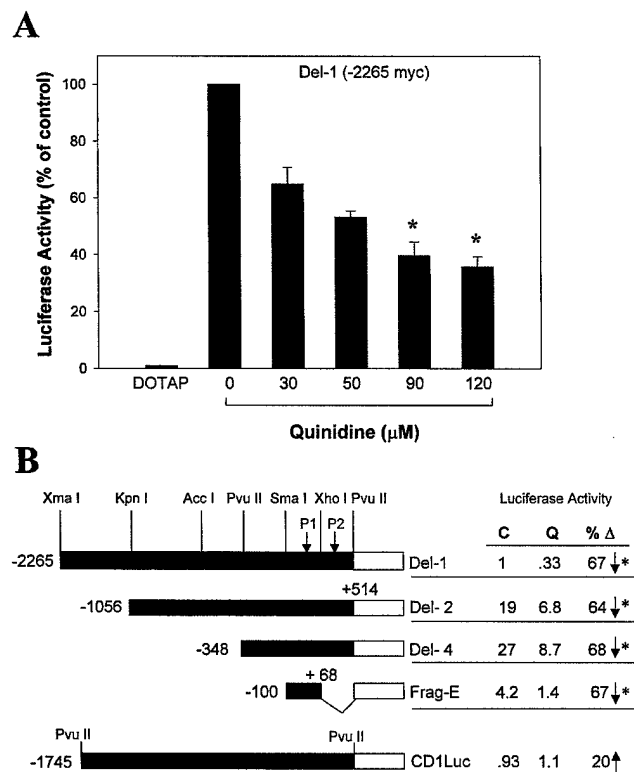 A
Del-1 (-2265 myc)
Luciferase Activity (% of control)
100
80
60
40
20
0
* *
DOTAP 0 30 50 90 120
Quinidine (μM)
B
Xma I Kpn I Acc I Pvu II Sma I Xho I Pvu II
P1 P2
Luciferase Activity
C Q % Δ
-2265 Del-1 1 .33 67↓*
+514
-1056 Del- 2 19 6.8 64↓*
-348 Del- 4 27 8.7 68↓*
+ 68
-100 Frag-E 4.2 1.4 67↓*
Pvu II Pvu II
-1745 CD1Luc .93 1.1 20↑